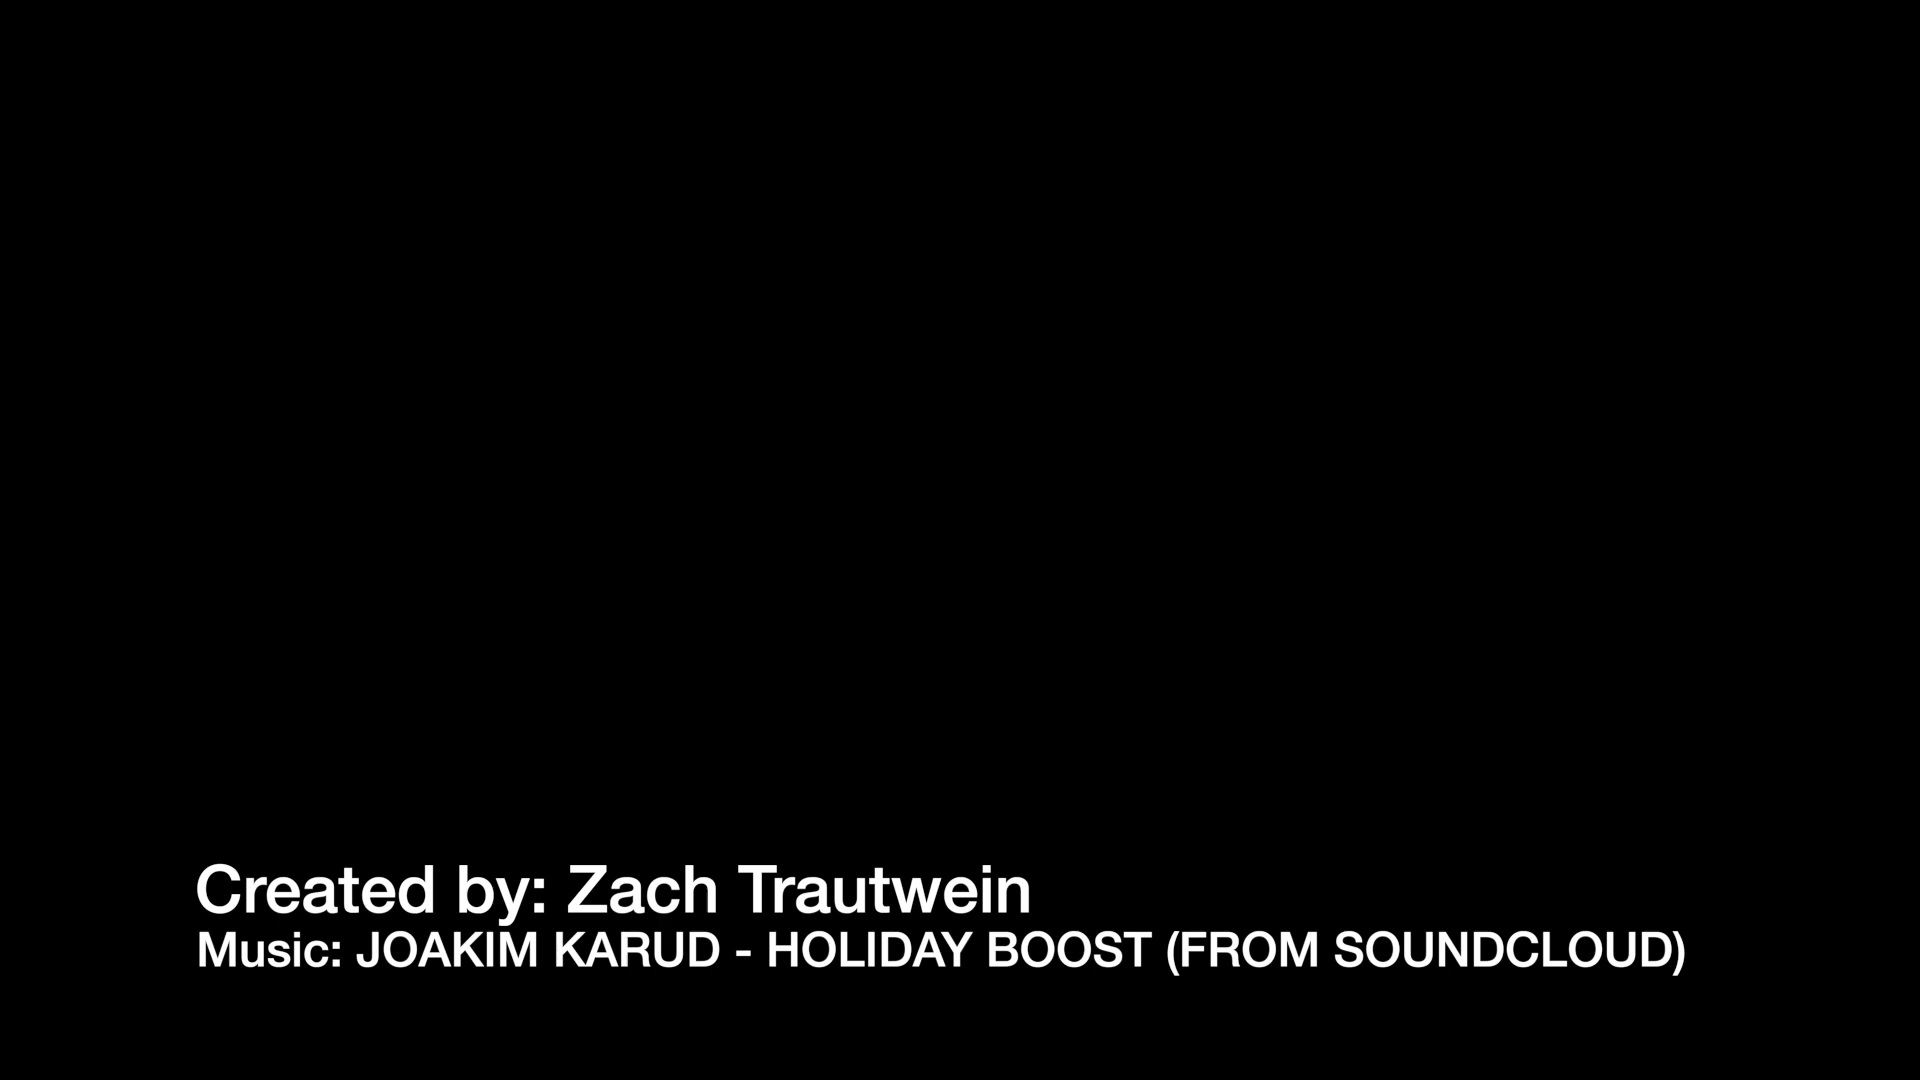 Created by: Zach Trautwein
Music: JOAKIM KARUD - HOLIDAY BOOST (FROM SOUNDCLOUD)